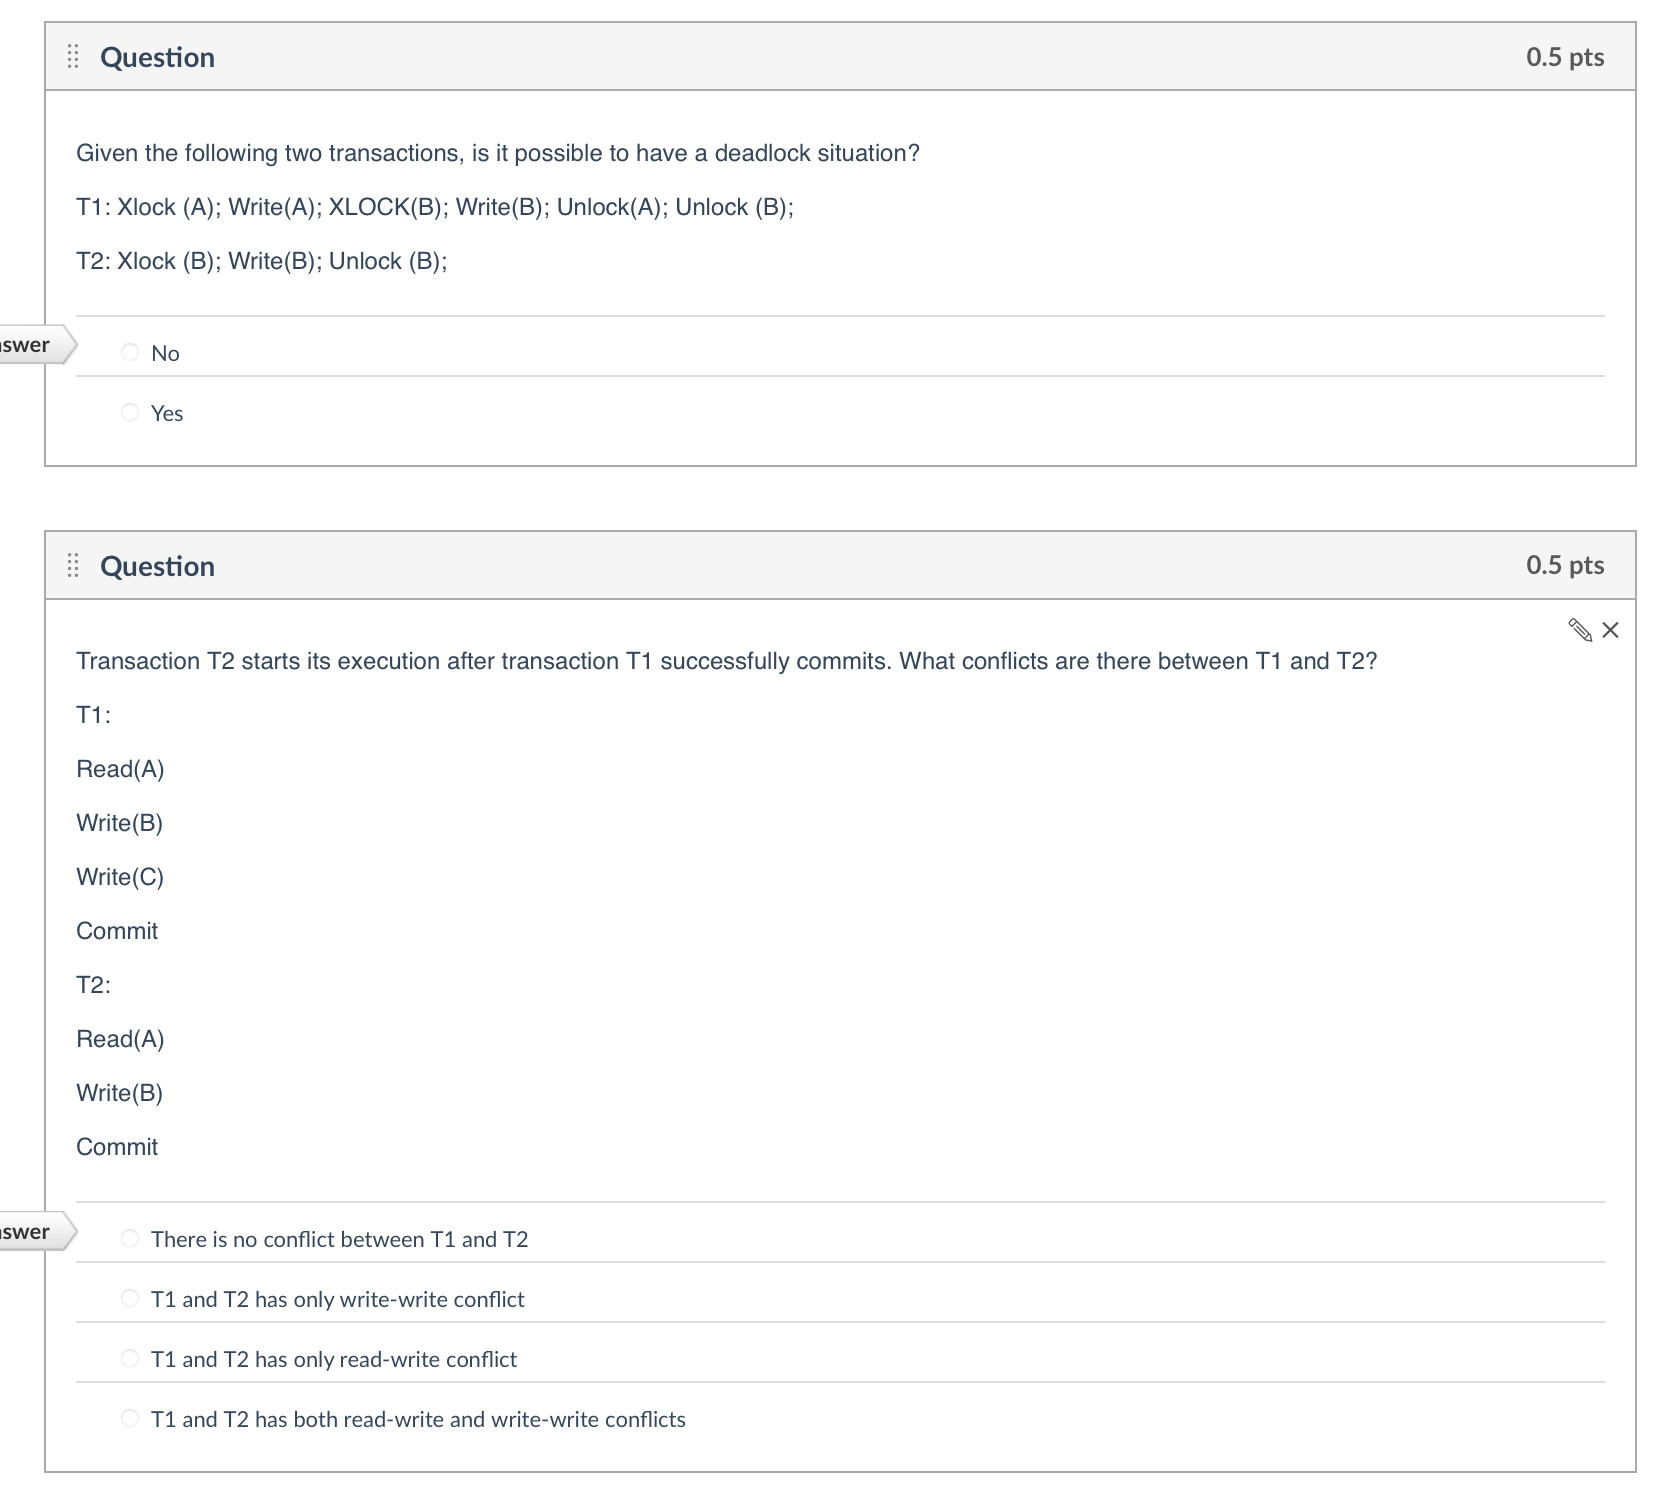 Question 0.5 pts
Given the following two transactions, is it possible to have a deadlock situation?
T1: Xlock (A); Write(A); XLOCK(B); Write(B); Unlock(A); Unlock (B);
T2: Xlock (B); Write(B); Unlock (B);
swer
No
Yes
Question 0.5 pts
Transaction T2 starts its execution after transaction T1 successfully commits. What conflicts are there between T1 and T2?
T1:
Read(A)
Write(B)
Write(C)
Commit
T2:
Read(A)
Write(B)
Commit
swer
There is no conflict between T1 and T2
T1 and T2 has only write-write conflict
T1 and T2 has only read-write conflict
T1 and T2 has both read-write and write-write conflicts